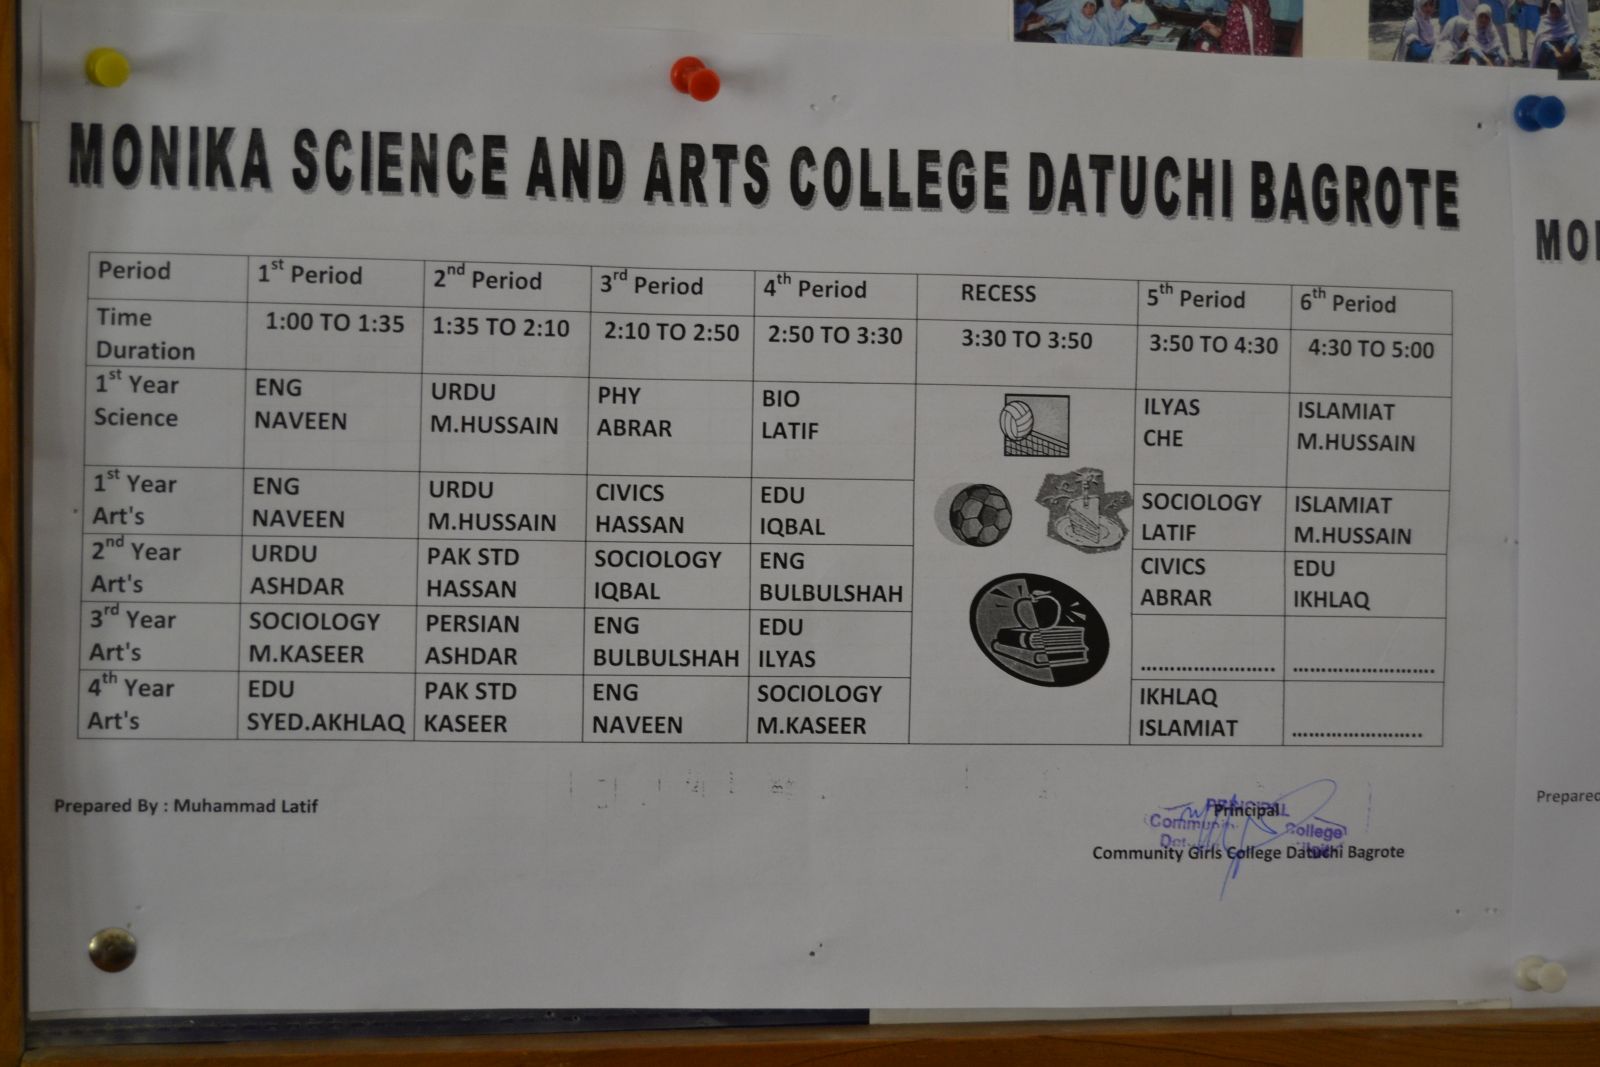 MONIKA SCIENCE AND ARTS COLLEGE DATUCHI BAGROTE
Period 1st Period 2nd Period 3rd Period 4th Period RECESS 5th Period 6th Period
Time Duration 1:00 TO 1:35 1:35 TO 2:10 2:10 TO 2:50 2:50 TO 3:30 3:30 TO 3:50 3:50 TO 4:30 4:30 TO 5:00
1st Year ENG URDU PHY BIO ILYAS ISLAMIAT
Science NAVEEN M.HUSSAIN ABRAR LATIF CHE M.HUSSAIN
1st Year ENG URDU CIVICS EDU SOCIOLOGY ISLAMIAT
Art's NAVEEN M.HUSSAIN HASSAN IQBAL LATIF M.HUSSAIN
2nd Year URDU PAK STD SOCIOLOGY ENG CIVICS EDU
Art's ASHDAR HASSAN IQBAL BULBULSHAH ABRAR IKHLAQ
3rd Year SOCIOLOGY PERSIAN ENG EDU
Art's M.KASEER ASHDAR BULBULSHAH ILYAS ........................ ........................
4th Year EDU PAK STD ENG SOCIOLOGY IKHLAQ
Art's SYED.AKHLAQ KASEER NAVEEN M.KASEER ISLAMIAT ......................
Prepared By : Muhammad Latif
Principal
Community Girls College Datuchi Bagrote
PRINCIPAL
College
MO
Prepared